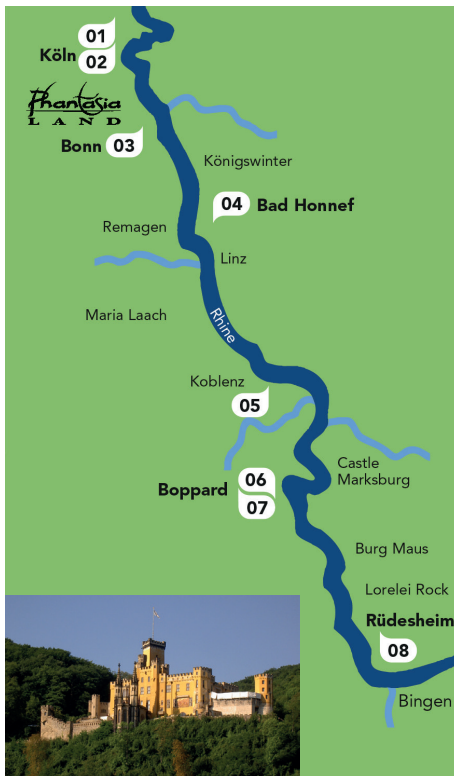 01
Köln
02
Phantasia
LAND
Bonn 03
Königswinter
04 Bad Honnef
Remagen
Linz
Maria Laach
Rhine
Koblenz
05
Castle
Marksburg
Boppard 06
07
Burg Maus
Lorelei Rock
Rüdesheim
08
Bingen